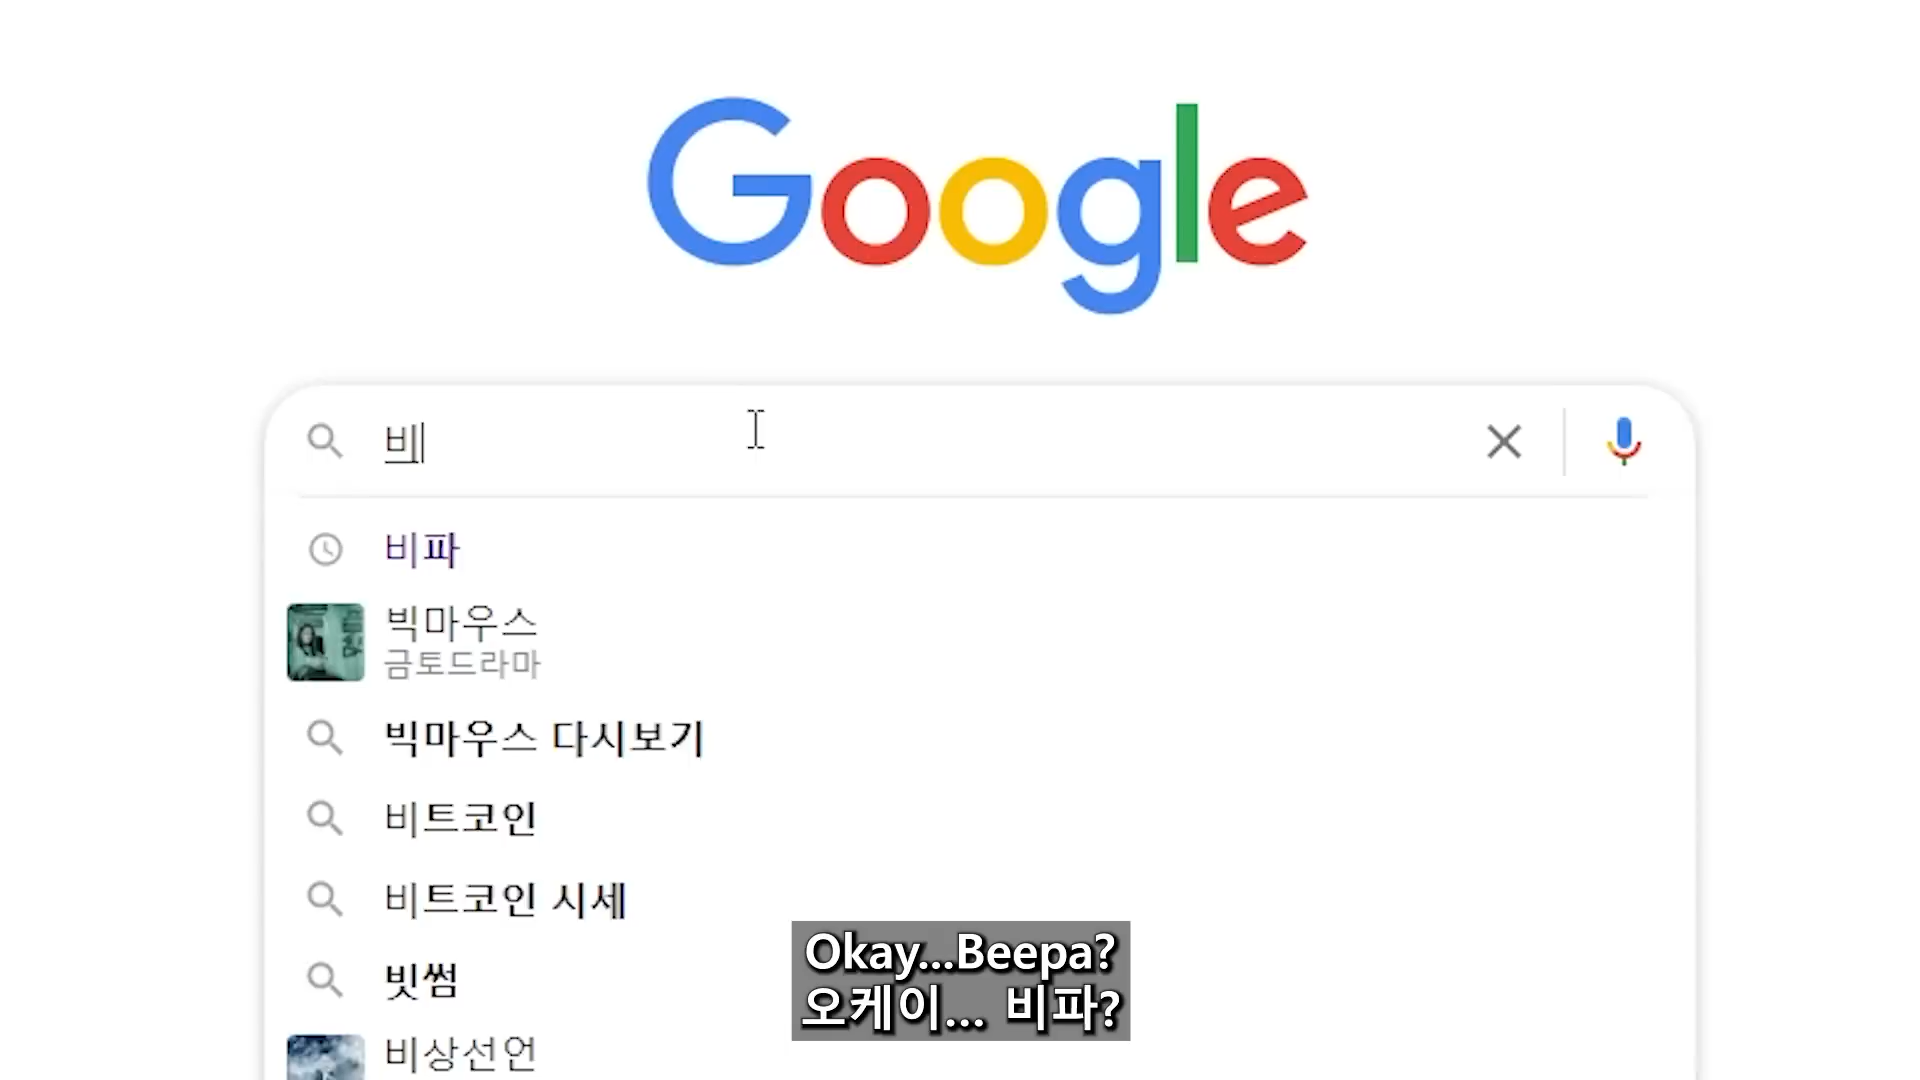 Google
비
비파
빅마우스
금토드라마
빅마우스 다시보기
비트코인
비트코인 시세
빗썸
비상선언
Okay...Beepa?
오케이... 비파?